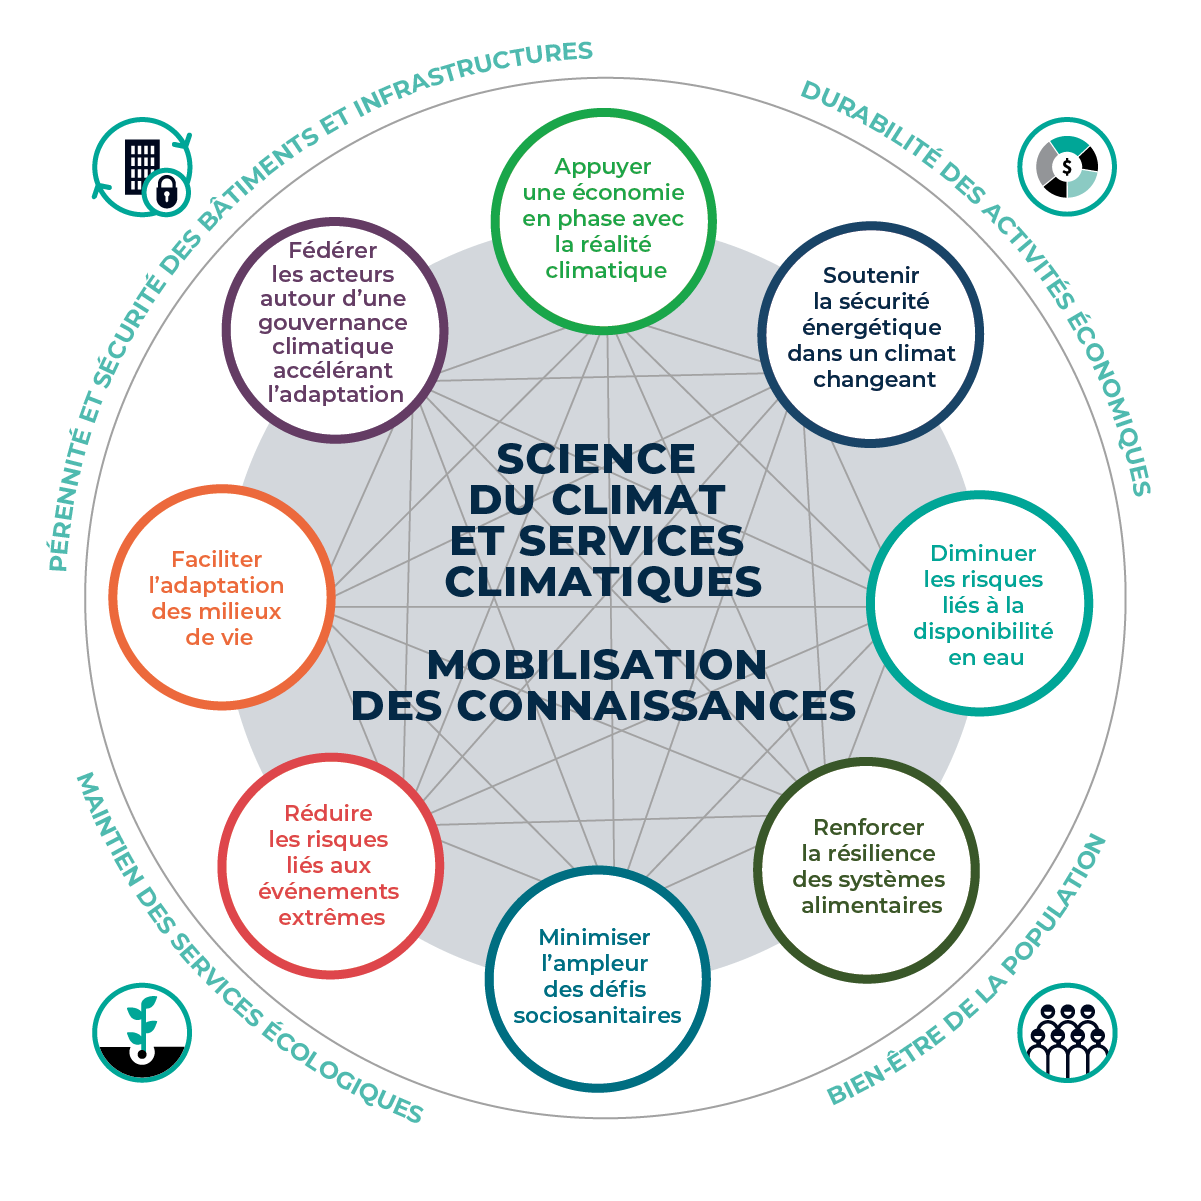 PÉRENNITÉ ET SÉCURITÉ DES BÂTIMENTS ET INFRASTRUCTURES
DURABILITÉ DES ACTIVITÉS ÉCONOMIQUES
$
Appuyer
une économie
en phase avec
la réalité
climatique
Fédérer
les acteurs
autour d’une
gouvernance
climatique
accélérant
l’adaptation
Soutenir
la sécurité
énergétique
dans un climat
changeant
SCIENCE
DU CLIMAT
ET SERVICES
CLIMATIQUES
MOBILISATION
DES CONNAISSANCES
Faciliter
l’adaptation
des milieux
de vie
Diminuer
les risques
liés à la
disponibilité
en eau
Réduire
les risques
liés aux
événements
extrêmes
Renforcer
la résilience
des systèmes
alimentaires
Minimiser
l’ampleur
des défis
sociosanitaires
MAINTIEN DES SERVICES ÉCOLOGIQUES
BIEN-ÊTRE DE LA POPULATION